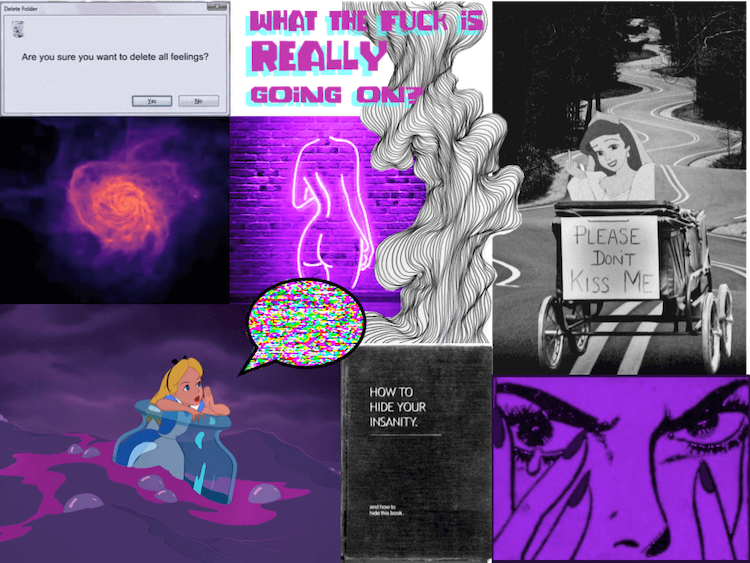 Delete Folder
Are you sure you want to delete all feelings?
Yes
No
WHAT THE FUCK IS
REALLY
GOING ON?
PLEASE
DON'T
KISS ME
HOW TO
HIDE YOUR
INSANITY.
and how to
hide this book.